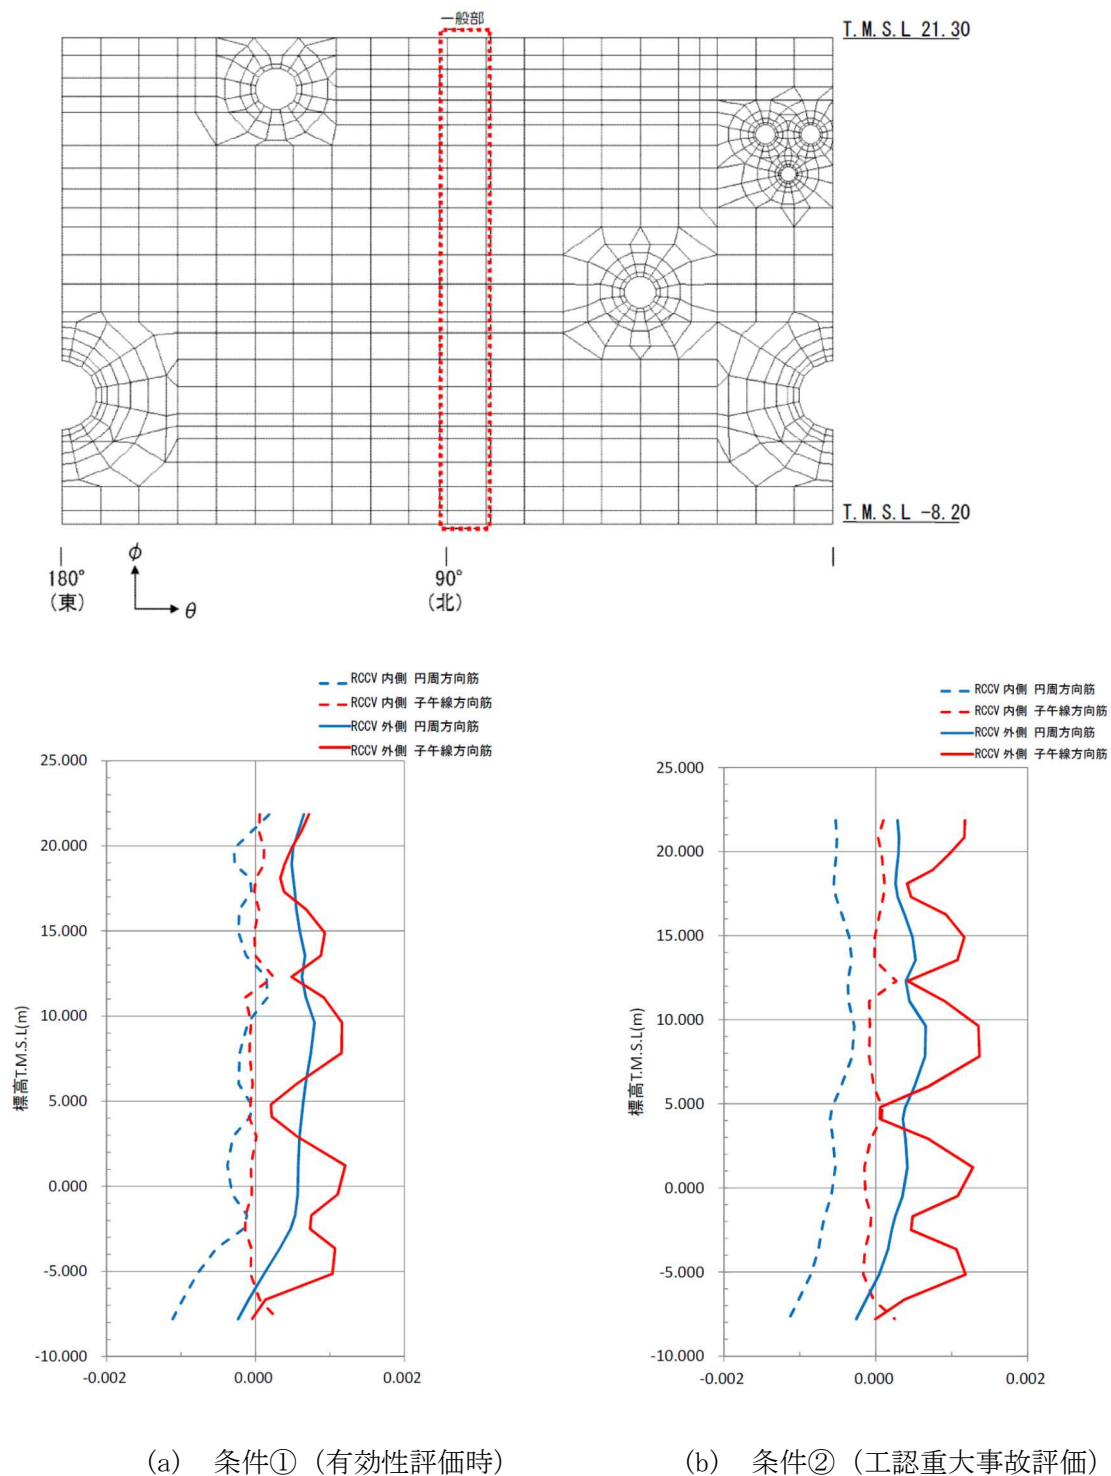 一般部
T.M.S.L 21.30
T.M.S.L -8.20
180°
(東)
φ
θ
90°
(北)
RCCV 内側 円周方向筋
RCCV 内側 子午線方向筋
RCCV 外側 円周方向筋
RCCV 外側 子午線方向筋
25.000
20.000
15.000
10.000
5.000
0.000
-5.000
-10.000
標高T.M.S.L(m)
-0.002
0.000
0.002
(a) 条件①（有効性評価時）
RCCV 内側 円周方向筋
RCCV 内側 子午線方向筋
RCCV 外側 円周方向筋
RCCV 外側 子午線方向筋
25.000
20.000
15.000
10.000
5.000
0.000
-5.000
-10.000
標高T.M.S.L(m)
-0.002
0.000
0.002
(b) 条件②（工認重大事故評価）